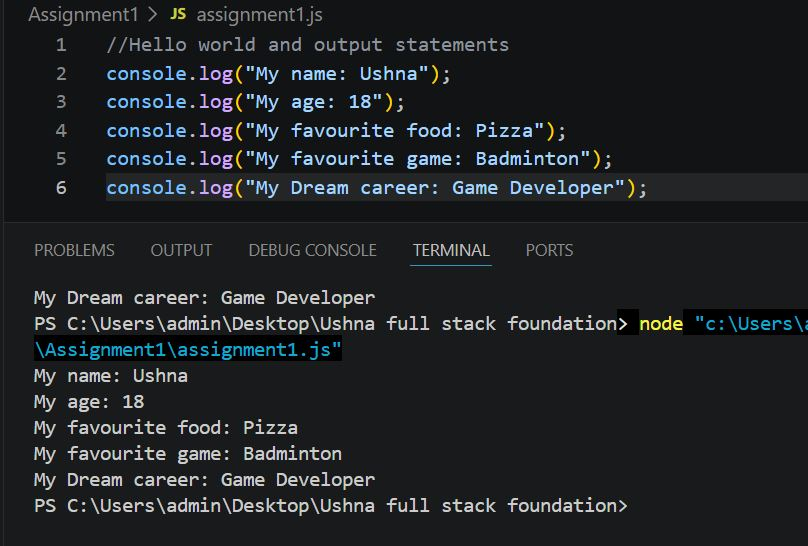 Assignment1 > JS assignment1.js
1 //Hello world and output statements
2 console.log("My name: Ushna");
3 console.log("My age: 18");
4 console.log("My favourite food: Pizza");
5 console.log("My favourite game: Badminton");
6 console.log("My Dream career: Game Developer");
PROBLEMS OUTPUT DEBUG CONSOLE TERMINAL PORTS
My Dream career: Game Developer
PS C:\Users\admin\Desktop\Ushna full stack foundation> node "c:\Users\
\Assignment1\assignment1.js"
My name: Ushna
My age: 18
My favourite food: Pizza
My favourite game: Badminton
My Dream career: Game Developer
PS C:\Users\admin\Desktop\Ushna full stack foundation>